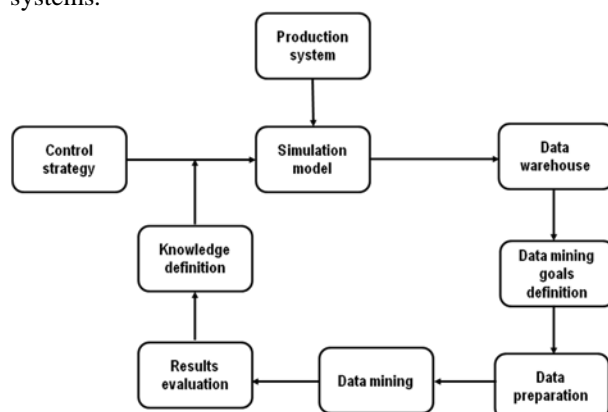 systems.
Production
system
Control
strategy
Simulation
model
Data
warehouse
Knowledge
definition
Data mining
goals
definition
Results
evaluation
Data mining
Data
preparation